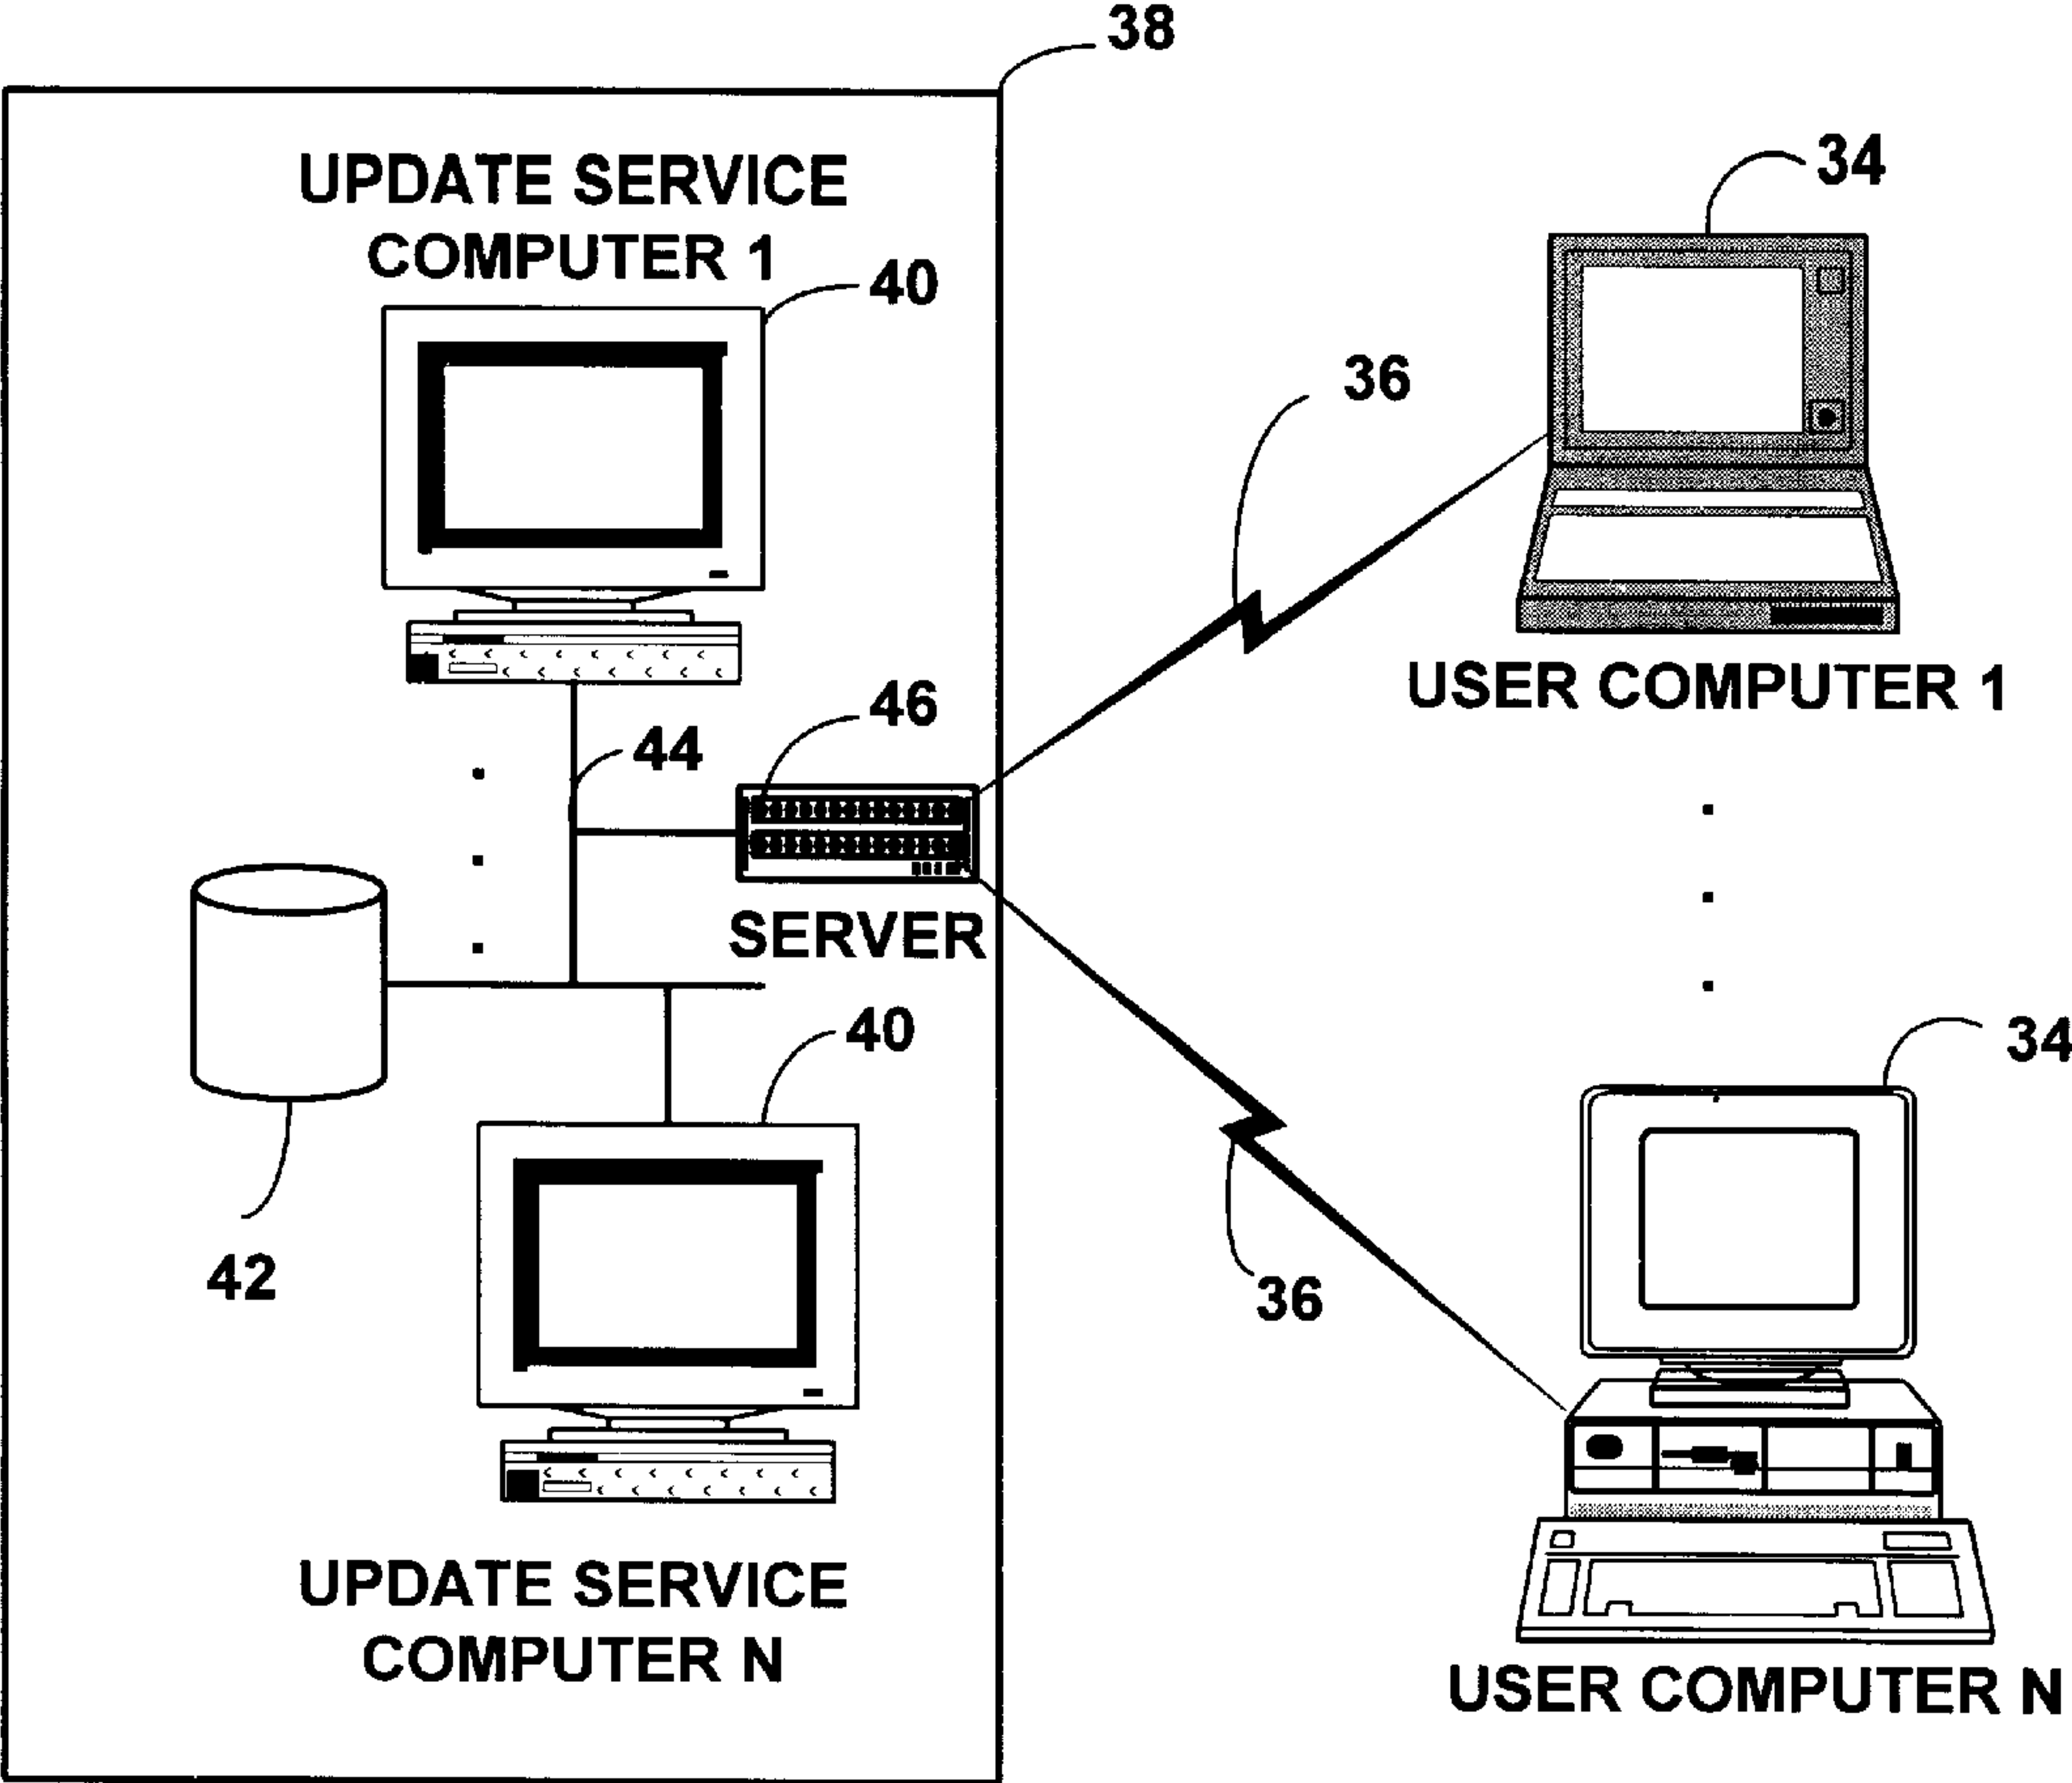 38
UPDATE SERVICE
COMPUTER 1
40
34
36
USER COMPUTER 1
46
44
SERVER
40
34
42
36
UPDATE SERVICE
COMPUTER N
USER COMPUTER N